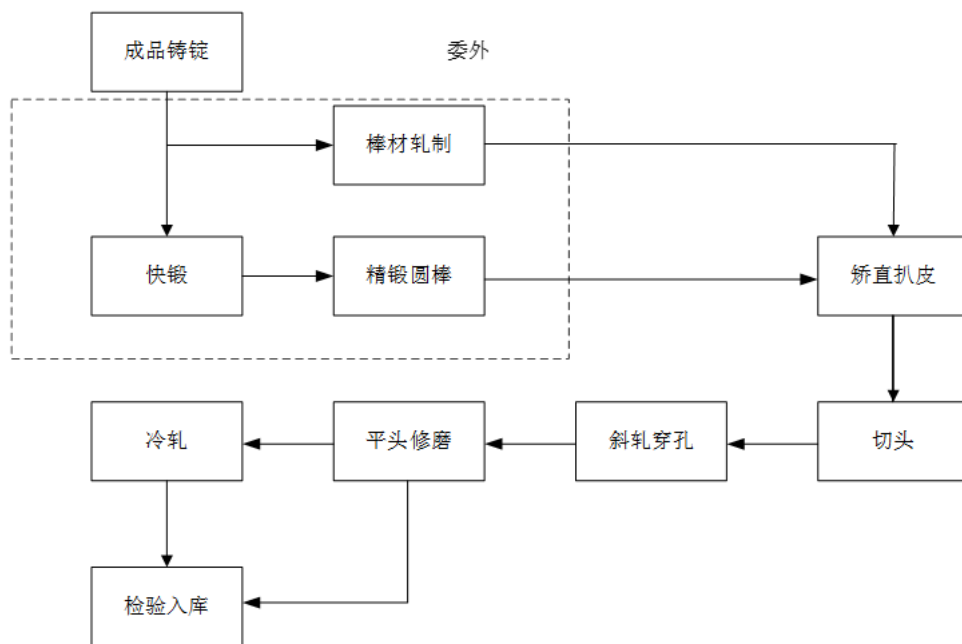 成品铸锭
委外
棒材轧制
快锻
精锻圆棒
矫直扒皮
冷轧
平头修磨
斜轧穿孔
切头
检验入库